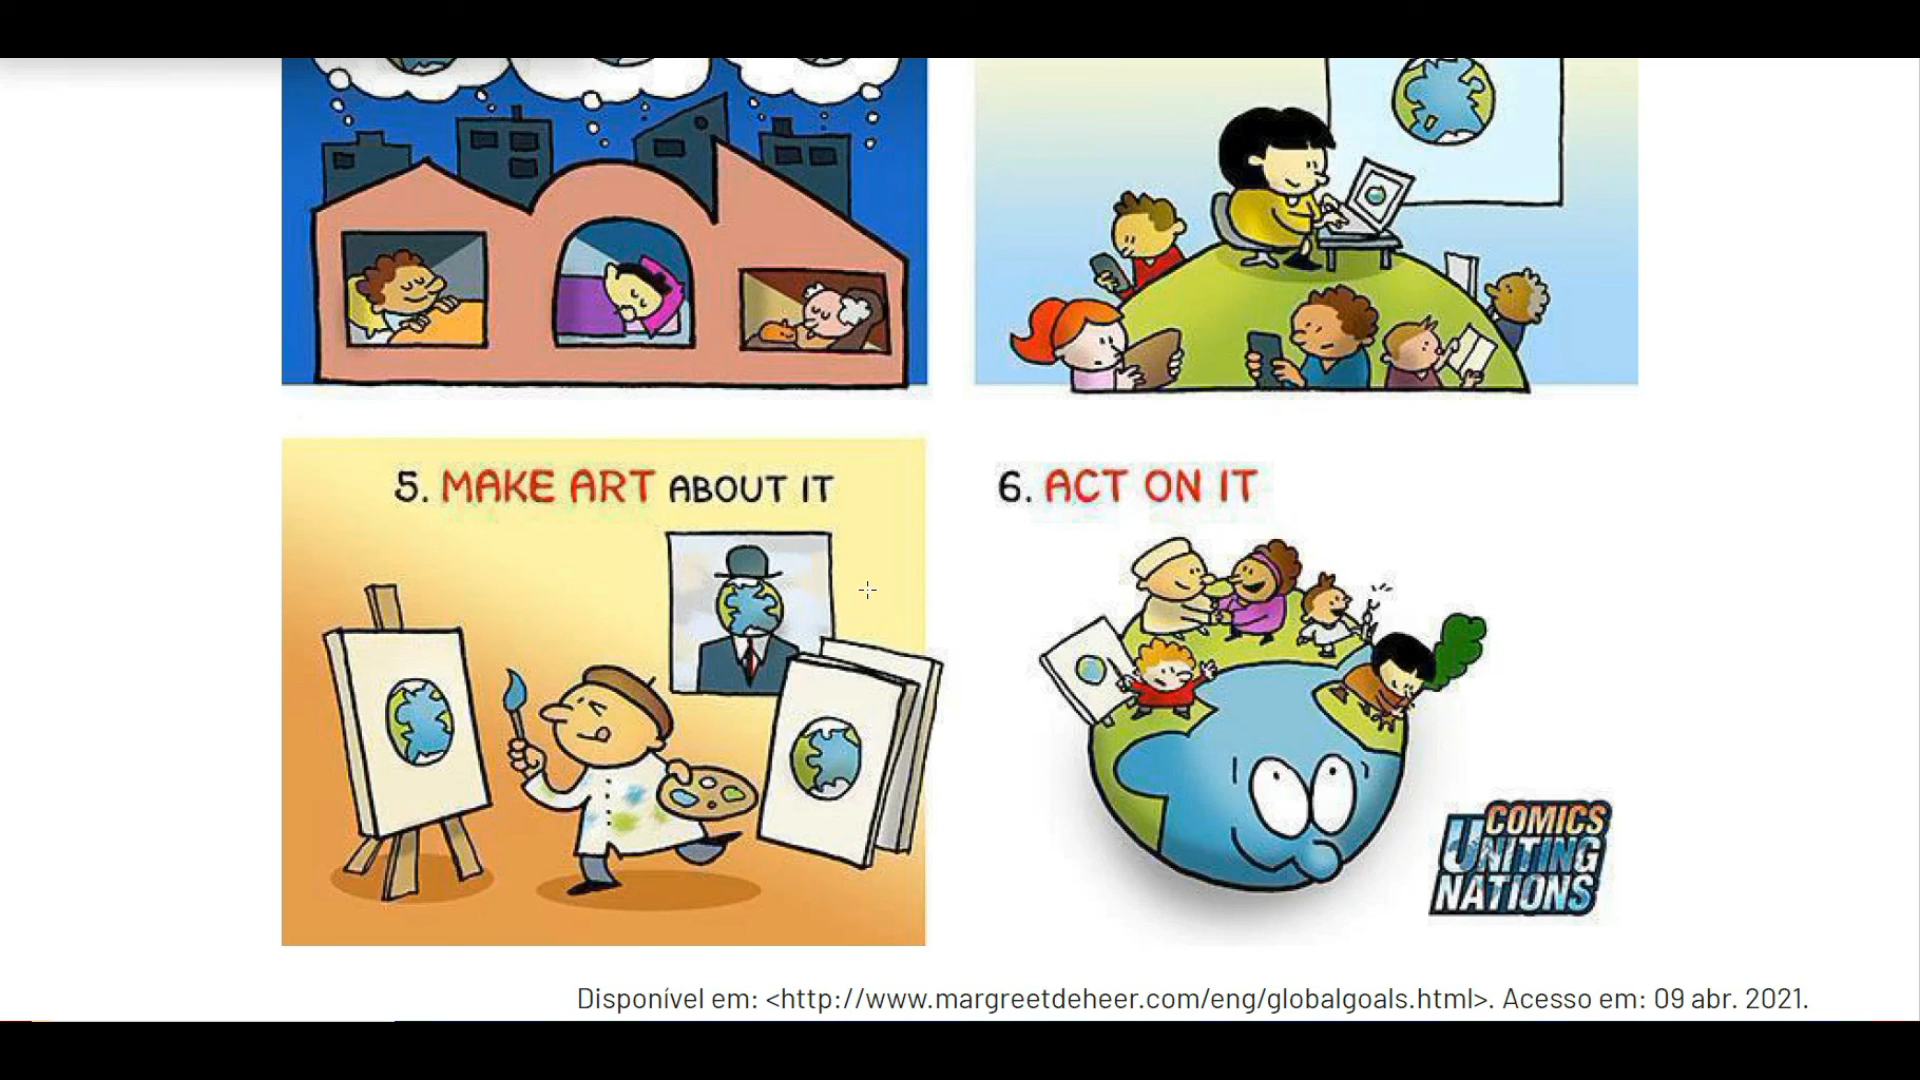 5. MAKE ART ABOUT IT
6. ACT ON IT
COMICS
UNITING
NATIONS
Disponível em: <http://www.margreetdeheer.com/eng/globalgoals.html>. Acesso em: 09 abr. 2021.